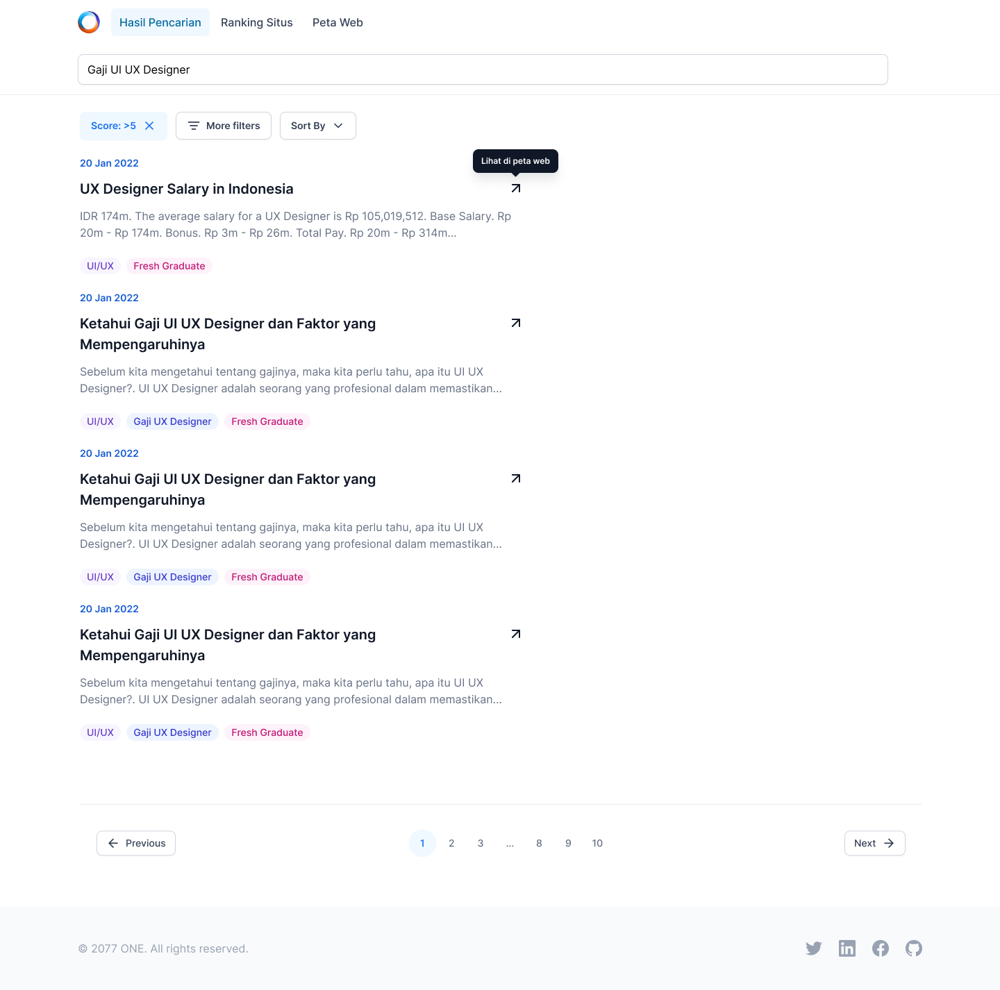 Hasil Pencarian
Ranking Situs
Peta Web
Gaji UI UX Designer
Score: >5
More filters
Sort By
20 Jan 2022
Lihat di peta web
UX Designer Salary in Indonesia
IDR 174m. The average salary for a UX Designer is Rp 105,019,512. Base Salary. Rp
20m - Rp 174m. Bonus. Rp 3m - Rp 26m. Total Pay. Rp 20m - Rp 314m...
UI/UX
Fresh Graduate
20 Jan 2022
Ketahui Gaji UI UX Designer dan Faktor yang
Mempengaruhinya
Sebelum kita mengetahui tentang gajinya, maka kita perlu tahu, apa itu UI UX
Designer?. UI UX Designer adalah seorang yang profesional dalam memastikan...
UI/UX
Gaji UX Designer
Fresh Graduate
20 Jan 2022
Ketahui Gaji UI UX Designer dan Faktor yang
Mempengaruhinya
Sebelum kita mengetahui tentang gajinya, maka kita perlu tahu, apa itu UI UX
Designer?. UI UX Designer adalah seorang yang profesional dalam memastikan...
UI/UX
Gaji UX Designer
Fresh Graduate
20 Jan 2022
Ketahui Gaji UI UX Designer dan Faktor yang
Mempengaruhinya
Sebelum kita mengetahui tentang gajinya, maka kita perlu tahu, apa itu UI UX
Designer?. UI UX Designer adalah seorang yang profesional dalam memastikan...
UI/UX
Gaji UX Designer
Fresh Graduate
Previous
1
2
3
...
8
9
10
Next
© 2077 ONE. All rights reserved.